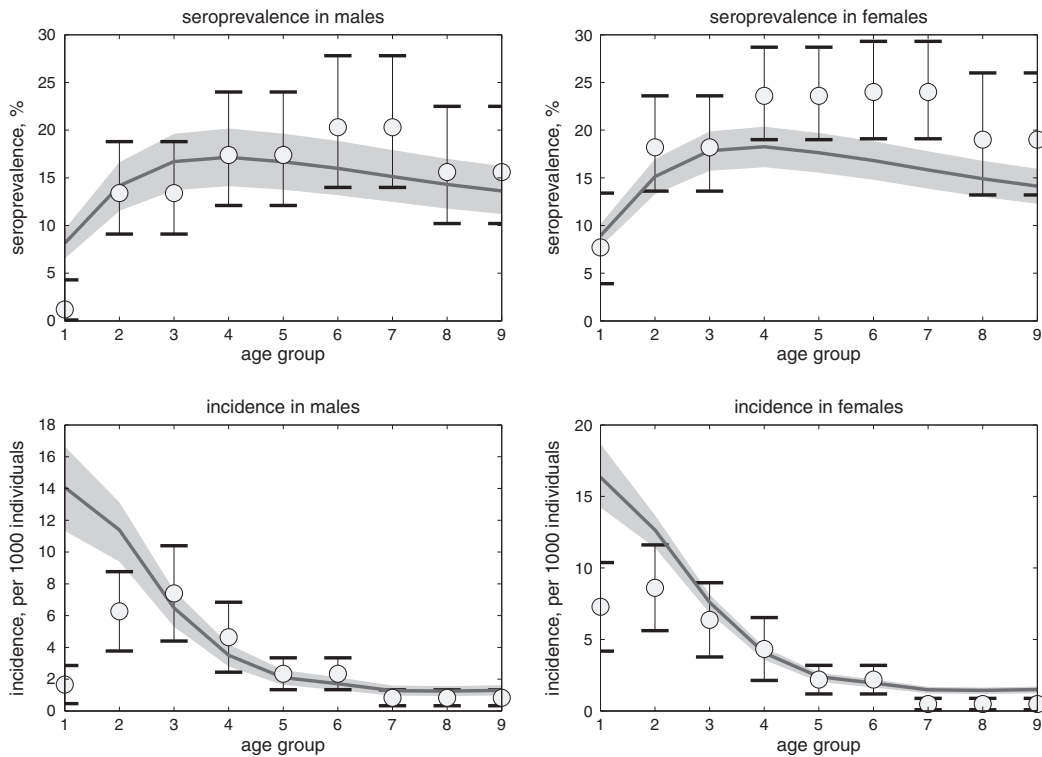 seroprevalence in males
seroprevalence, %
30
25
20
15
10
5
0
1 2 3 4 5 6 7 8 9
age group
seroprevalence in females
seroprevalence, %
30
25
20
15
10
5
0
1 2 3 4 5 6 7 8 9
age group
incidence in males
incidence, per 1000 individuals
18
16
14
12
10
8
6
4
2
0
1 2 3 4 5 6 7 8 9
age group
incidence in females
incidence, per 1000 individuals
20
15
10
5
0
1 2 3 4 5 6 7 8 9
age group